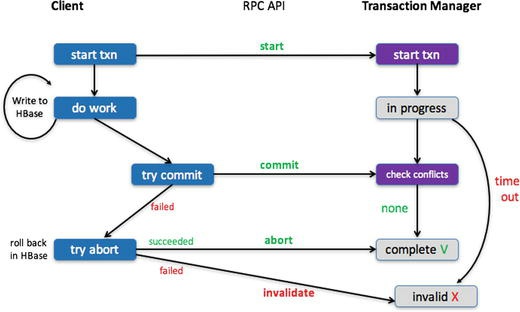 Client
RPC API
Transaction Manager
start txn
start
start txn
Write to
HBase
do work
in progress
try commit
commit
check conflicts
time
out
failed
none
roll back
in HBase
try abort
succeeded
abort
complete V
failed
invalidate
invalid X